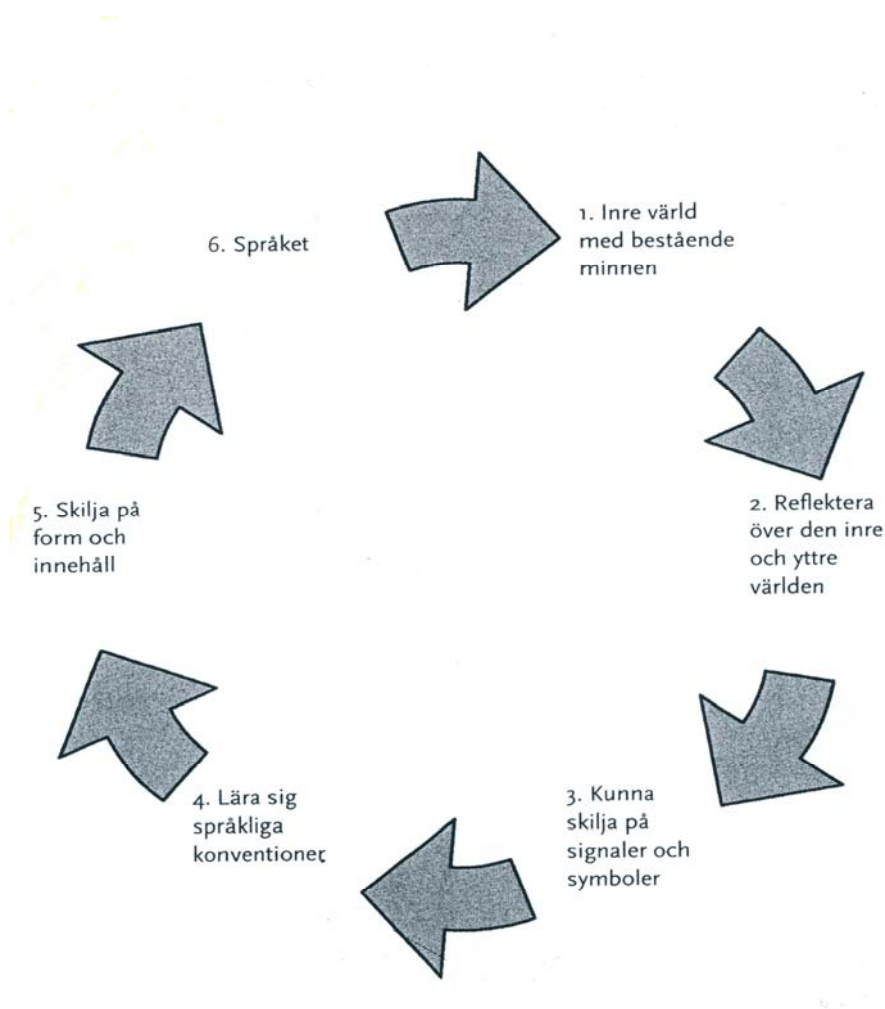 6. Språket
1. Inre värld
med bestående
minnen
2. Reflektera
över den inre
och yttre
världen
3. Kunna
skilja på
signaler och
symboler
4. Lära sig
språkliga
konventioner
5. Skilja på
form och
innehåll